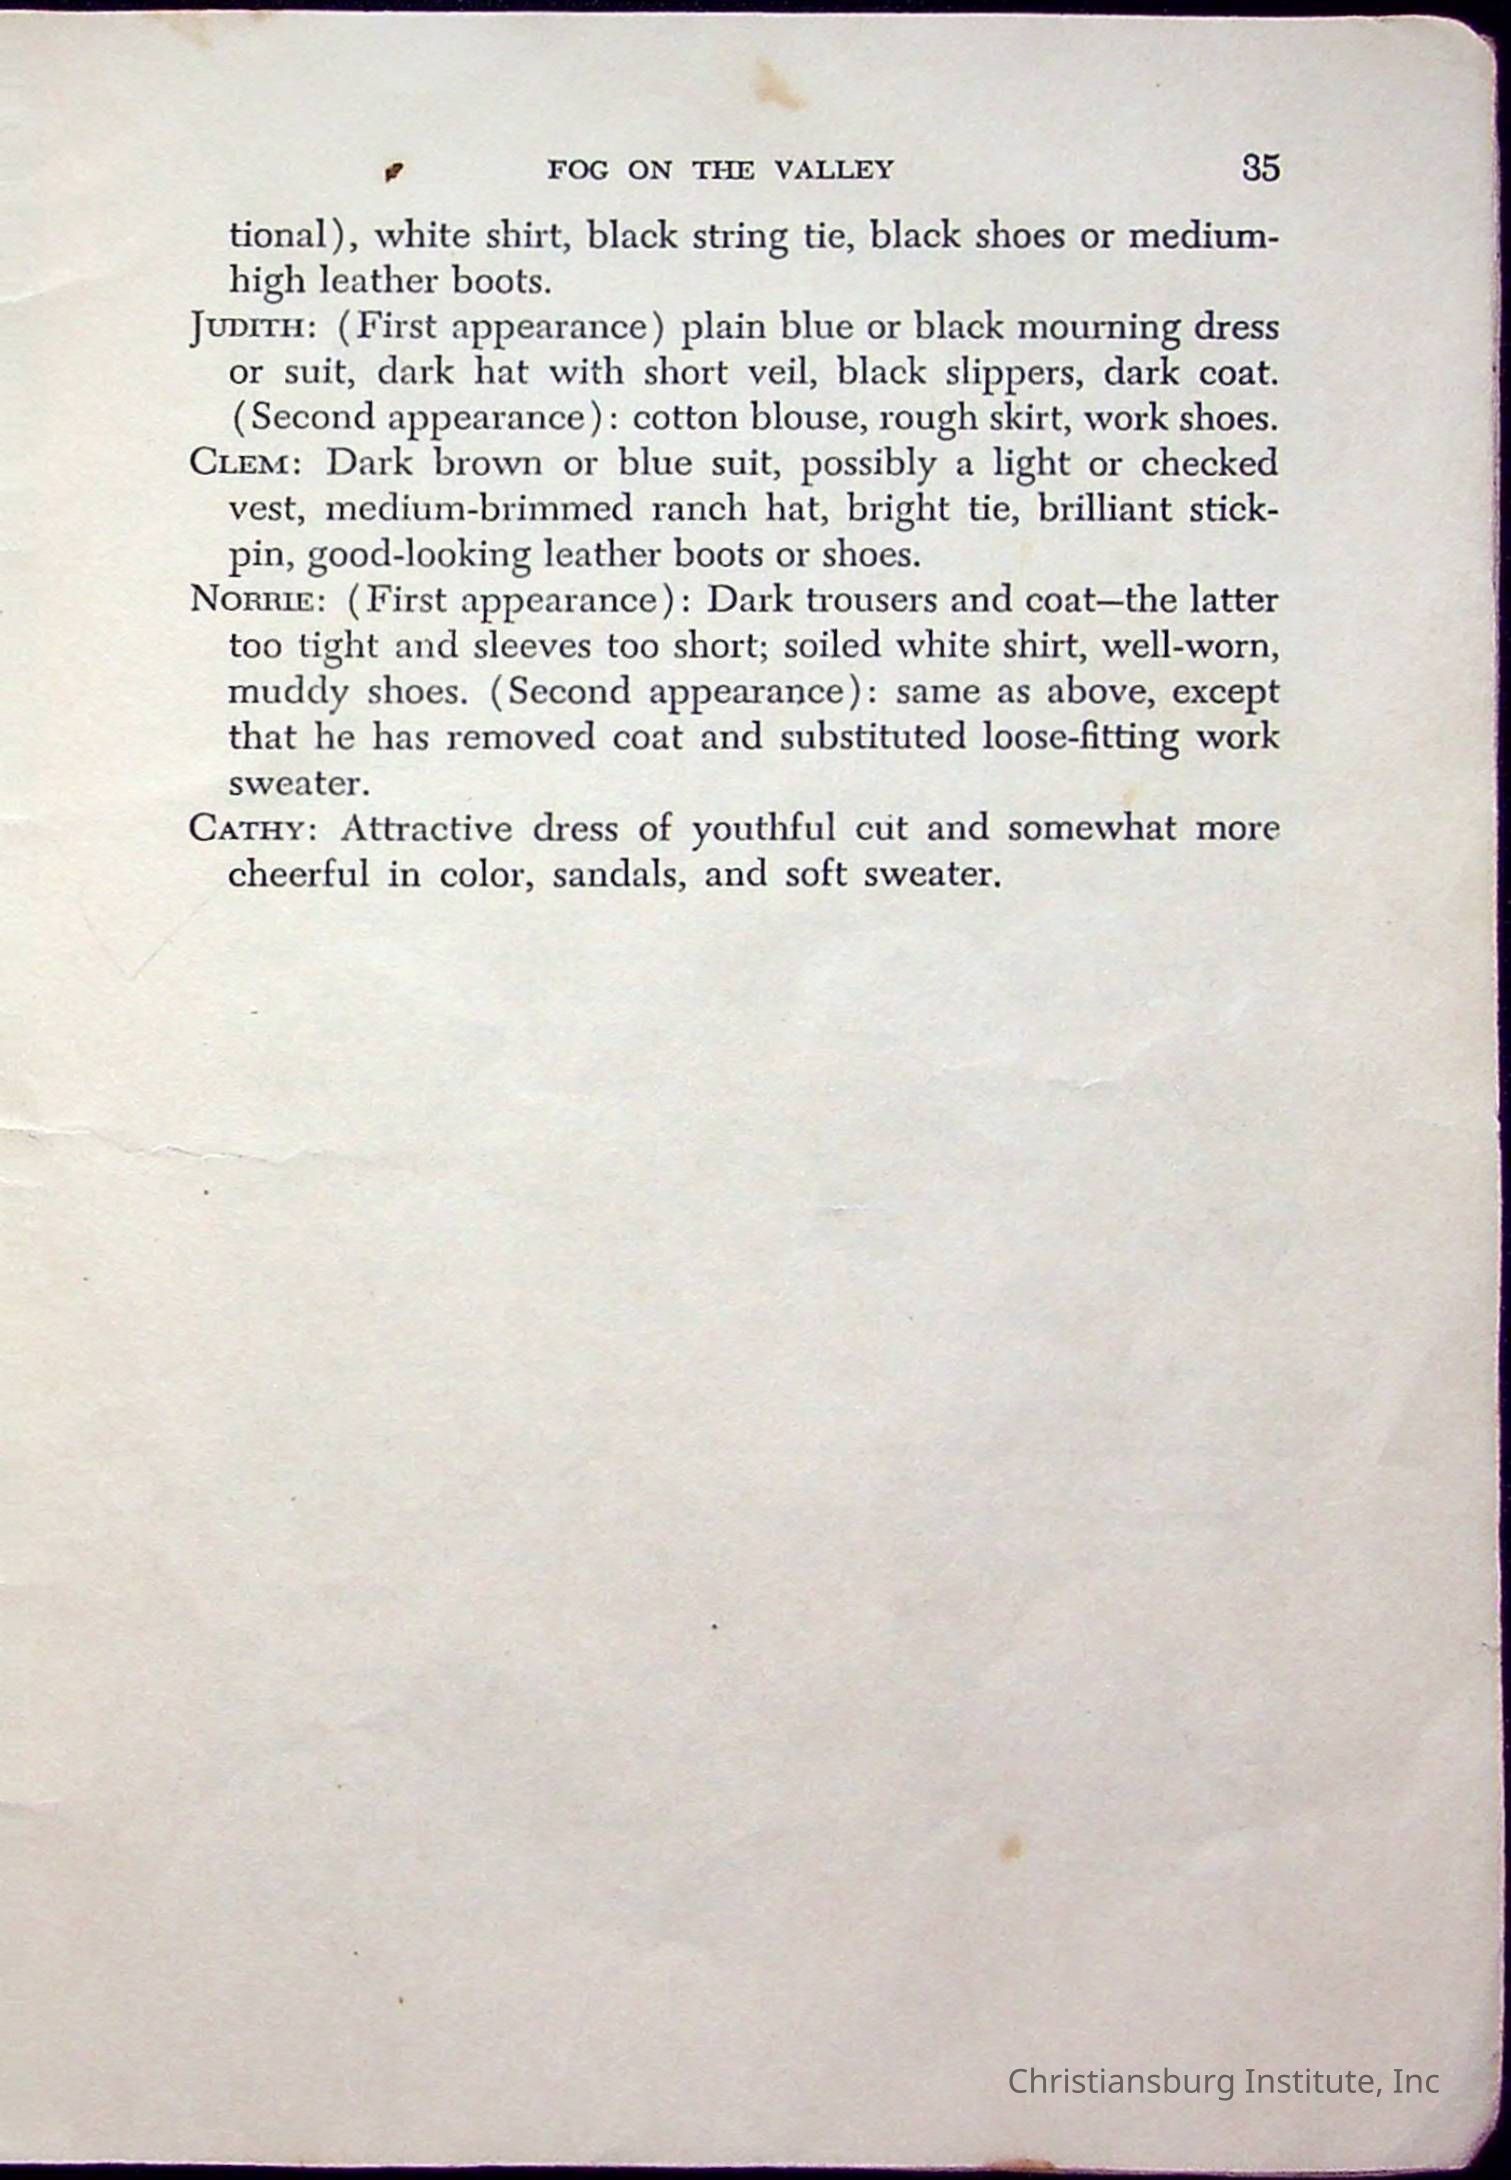 FOG ON THE VALLEY 35
tional), white shirt, black string tie, black shoes or medium-
high leather boots.
JUDITH: (First appearance) plain blue or black mourning dress
or suit, dark hat with short veil, black slippers, dark coat.
(Second appearance): cotton blouse, rough skirt, work shoes.
CLEM: Dark brown or blue suit, possibly a light or checked
vest, medium-brimmed ranch hat, bright tie, brilliant stick-
pin, good-looking leather boots or shoes.
NORRIE: (First appearance): Dark trousers and coat—the latter
too tight and sleeves too short; soiled white shirt, well-worn,
muddy shoes. (Second appearance): same as above, except
that he has removed coat and substituted loose-fitting work
sweater.
CATHY: Attractive dress of youthful cut and somewhat more
cheerful in color, sandals, and soft sweater.
Christiansburg Institute, Inc